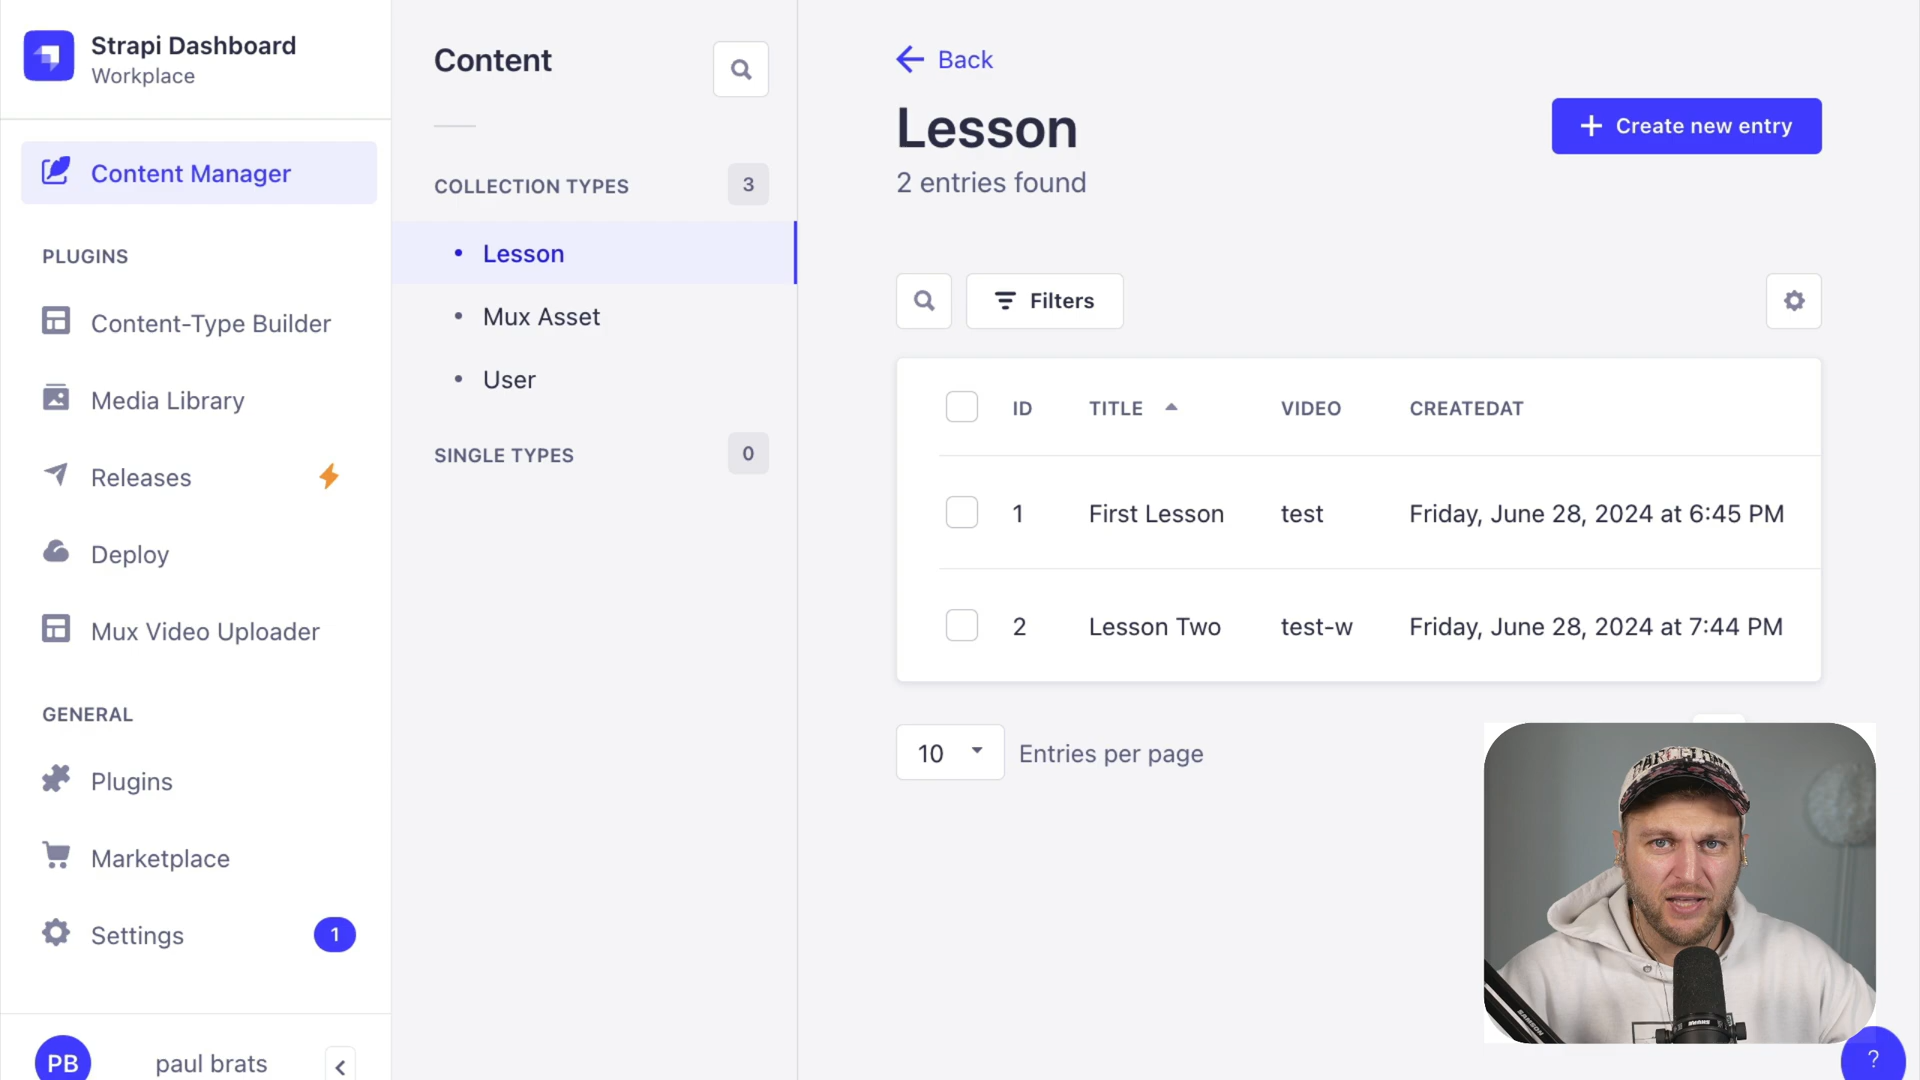 Strapi Dashboard
Workplace
Content Manager
PLUGINS
Content-Type Builder
Media Library
Releases
Deploy
Mux Video Uploader
GENERAL
Plugins
Marketplace
Settings
1
PB
paul brats
Content
COLLECTION TYPES
3
Lesson
Mux Asset
User
SINGLE TYPES
0
Back
Lesson
2 entries found
Create new entry
Filters
ID TITLE VIDEO CREATEDAT
1 First Lesson test Friday, June 28, 2024 at 6:45 PM
2 Lesson Two test-w Friday, June 28, 2024 at 7:44 PM
10 Entries per page
SAMSON
SHURE
?